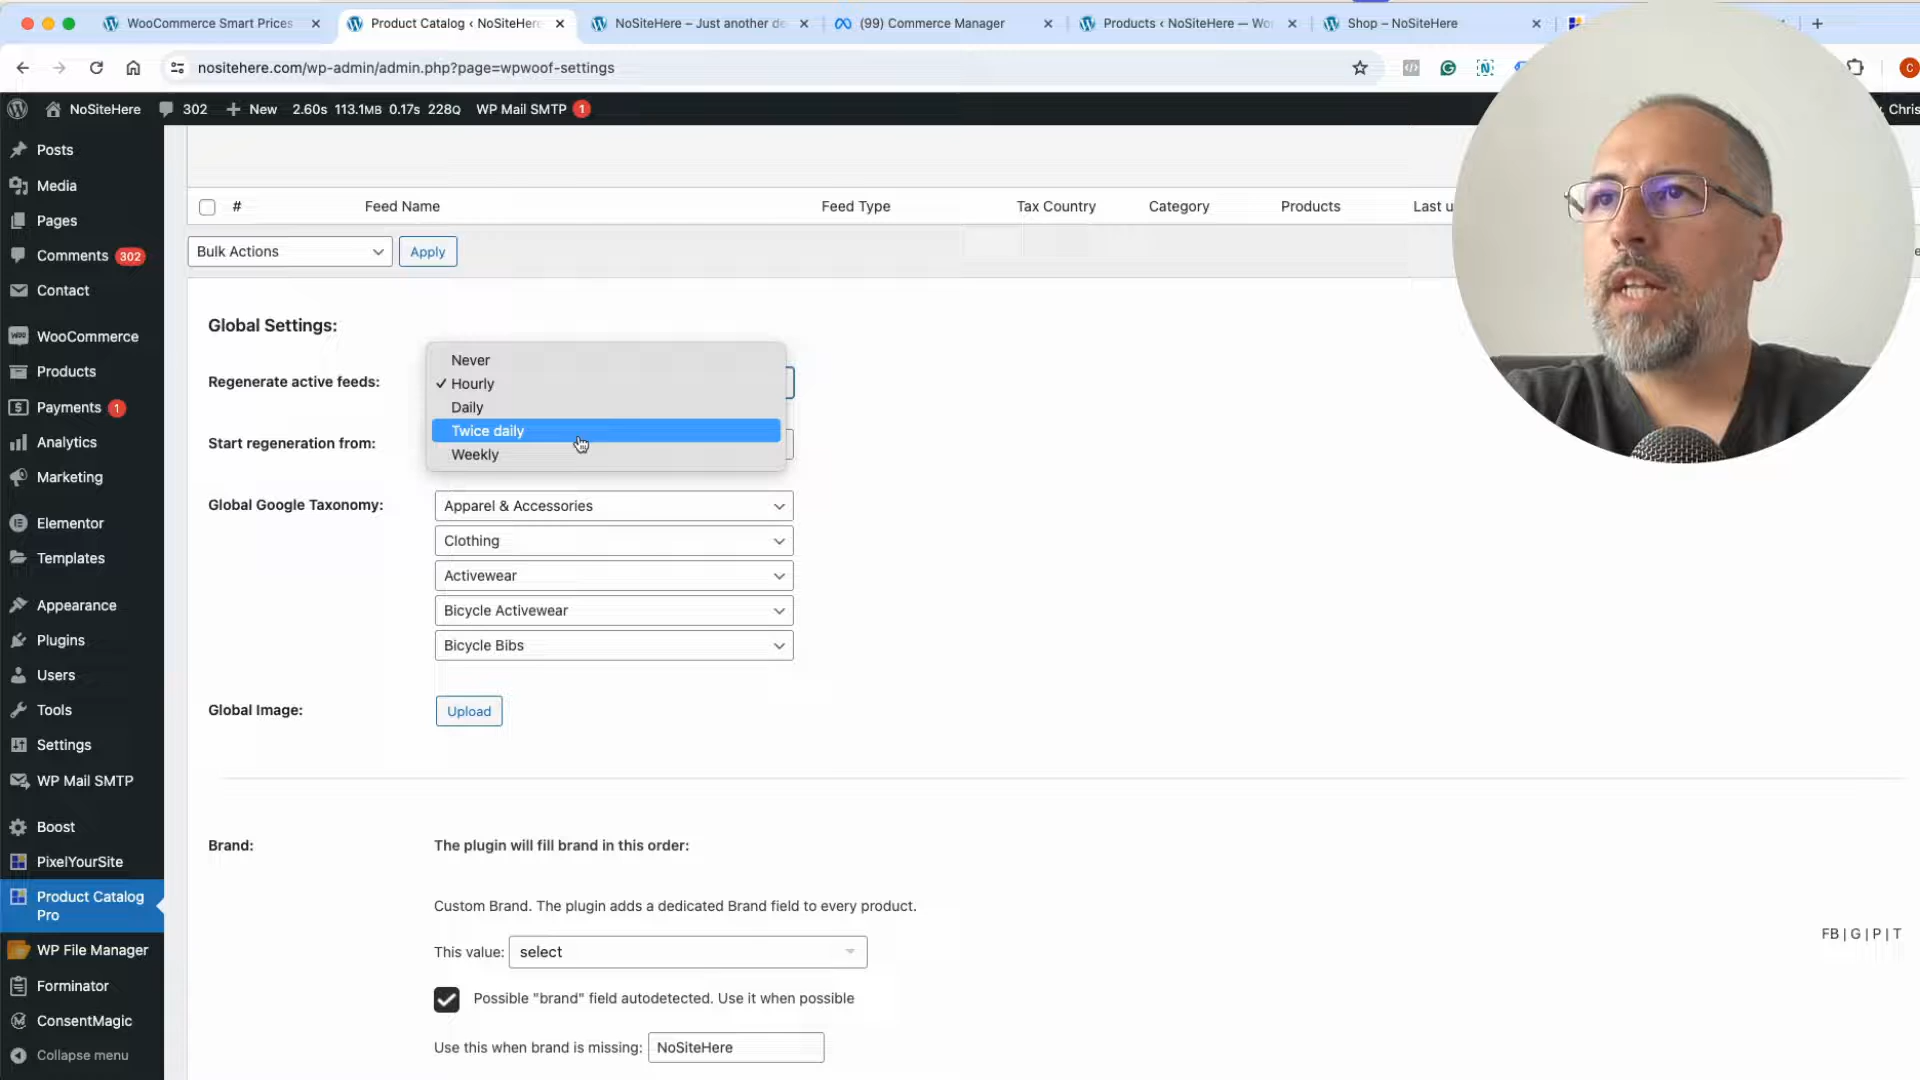 WooCommerce Smart Prices
Product Catalog ‹ NoSiteHere
NoSiteHere – Just another de
(99) Commerce Manager
Products ‹ NoSiteHere — Wo
Shop – NoSiteHere
nositehere.com/wp-admin/admin.php?page=wpwoof-settings
C
NoSiteHere
302
New
2.60s 113.1MB 0.17s 228Q
WP Mail SMTP 1
Chris
Posts
Media
Pages
Comments 302
Contact
WooCommerce
Products
Payments 1
Analytics
Marketing
Elementor
Templates
Appearance
Plugins
Users
Tools
Settings
WP Mail SMTP
Boost
PixelYourSite
Product Catalog
Pro
WP File Manager
Forminator
ConsentMagic
Collapse menu
# Feed Name Feed Type Tax Country Category Products Last u
Bulk Actions Apply
Global Settings:
Regenerate active feeds:
Never
✓ Hourly
Daily
Twice daily
Weekly
Start regeneration from:
Global Google Taxonomy:
Apparel & Accessories
Clothing
Activewear
Bicycle Activewear
Bicycle Bibs
Global Image:
Upload
Brand:
The plugin will fill brand in this order:
Custom Brand. The plugin adds a dedicated Brand field to every product.
This value: select
Possible "brand" field autodetected. Use it when possible
Use this when brand is missing: NoSiteHere
FB | G | P | T